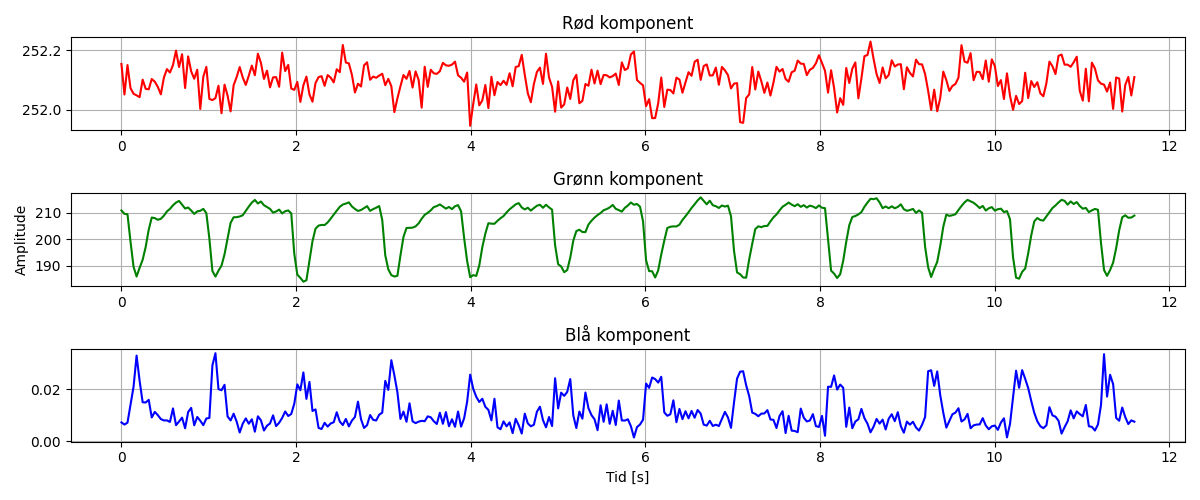 Rød komponent
252.2
252.0
0 2 4 6 8 10 12
Grønn komponent
Amplitude
210
200
190
0 2 4 6 8 10 12
Blå komponent
0.02
0.00
0 2 4 6 8 10 12
Tid [s]